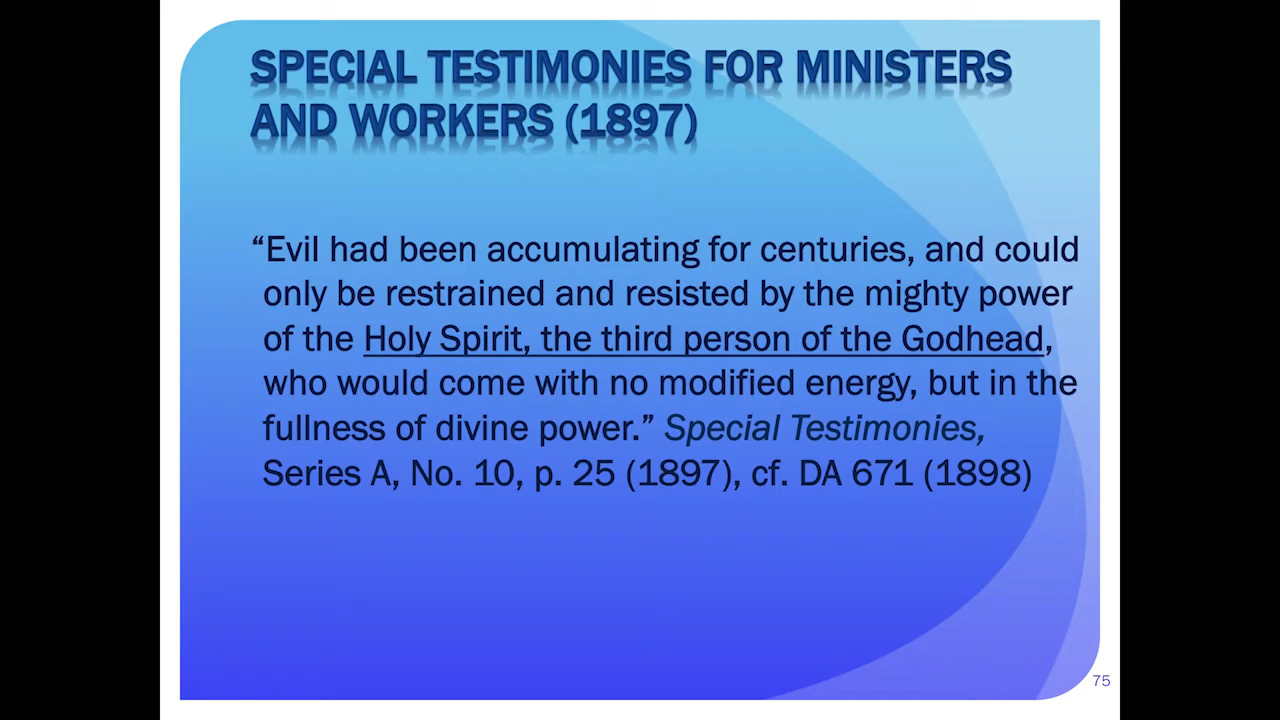 SPECIAL TESTIMONIES FOR MINISTERS
AND WORKERS (1897)
“Evil had been accumulating for centuries, and could
only be restrained and resisted by the mighty power
of the Holy Spirit, the third person of the Godhead,
who would come with no modified energy, but in the
fullness of divine power.” Special Testimonies,
Series A, No. 10, p. 25 (1897), cf. DA 671 (1898)
75